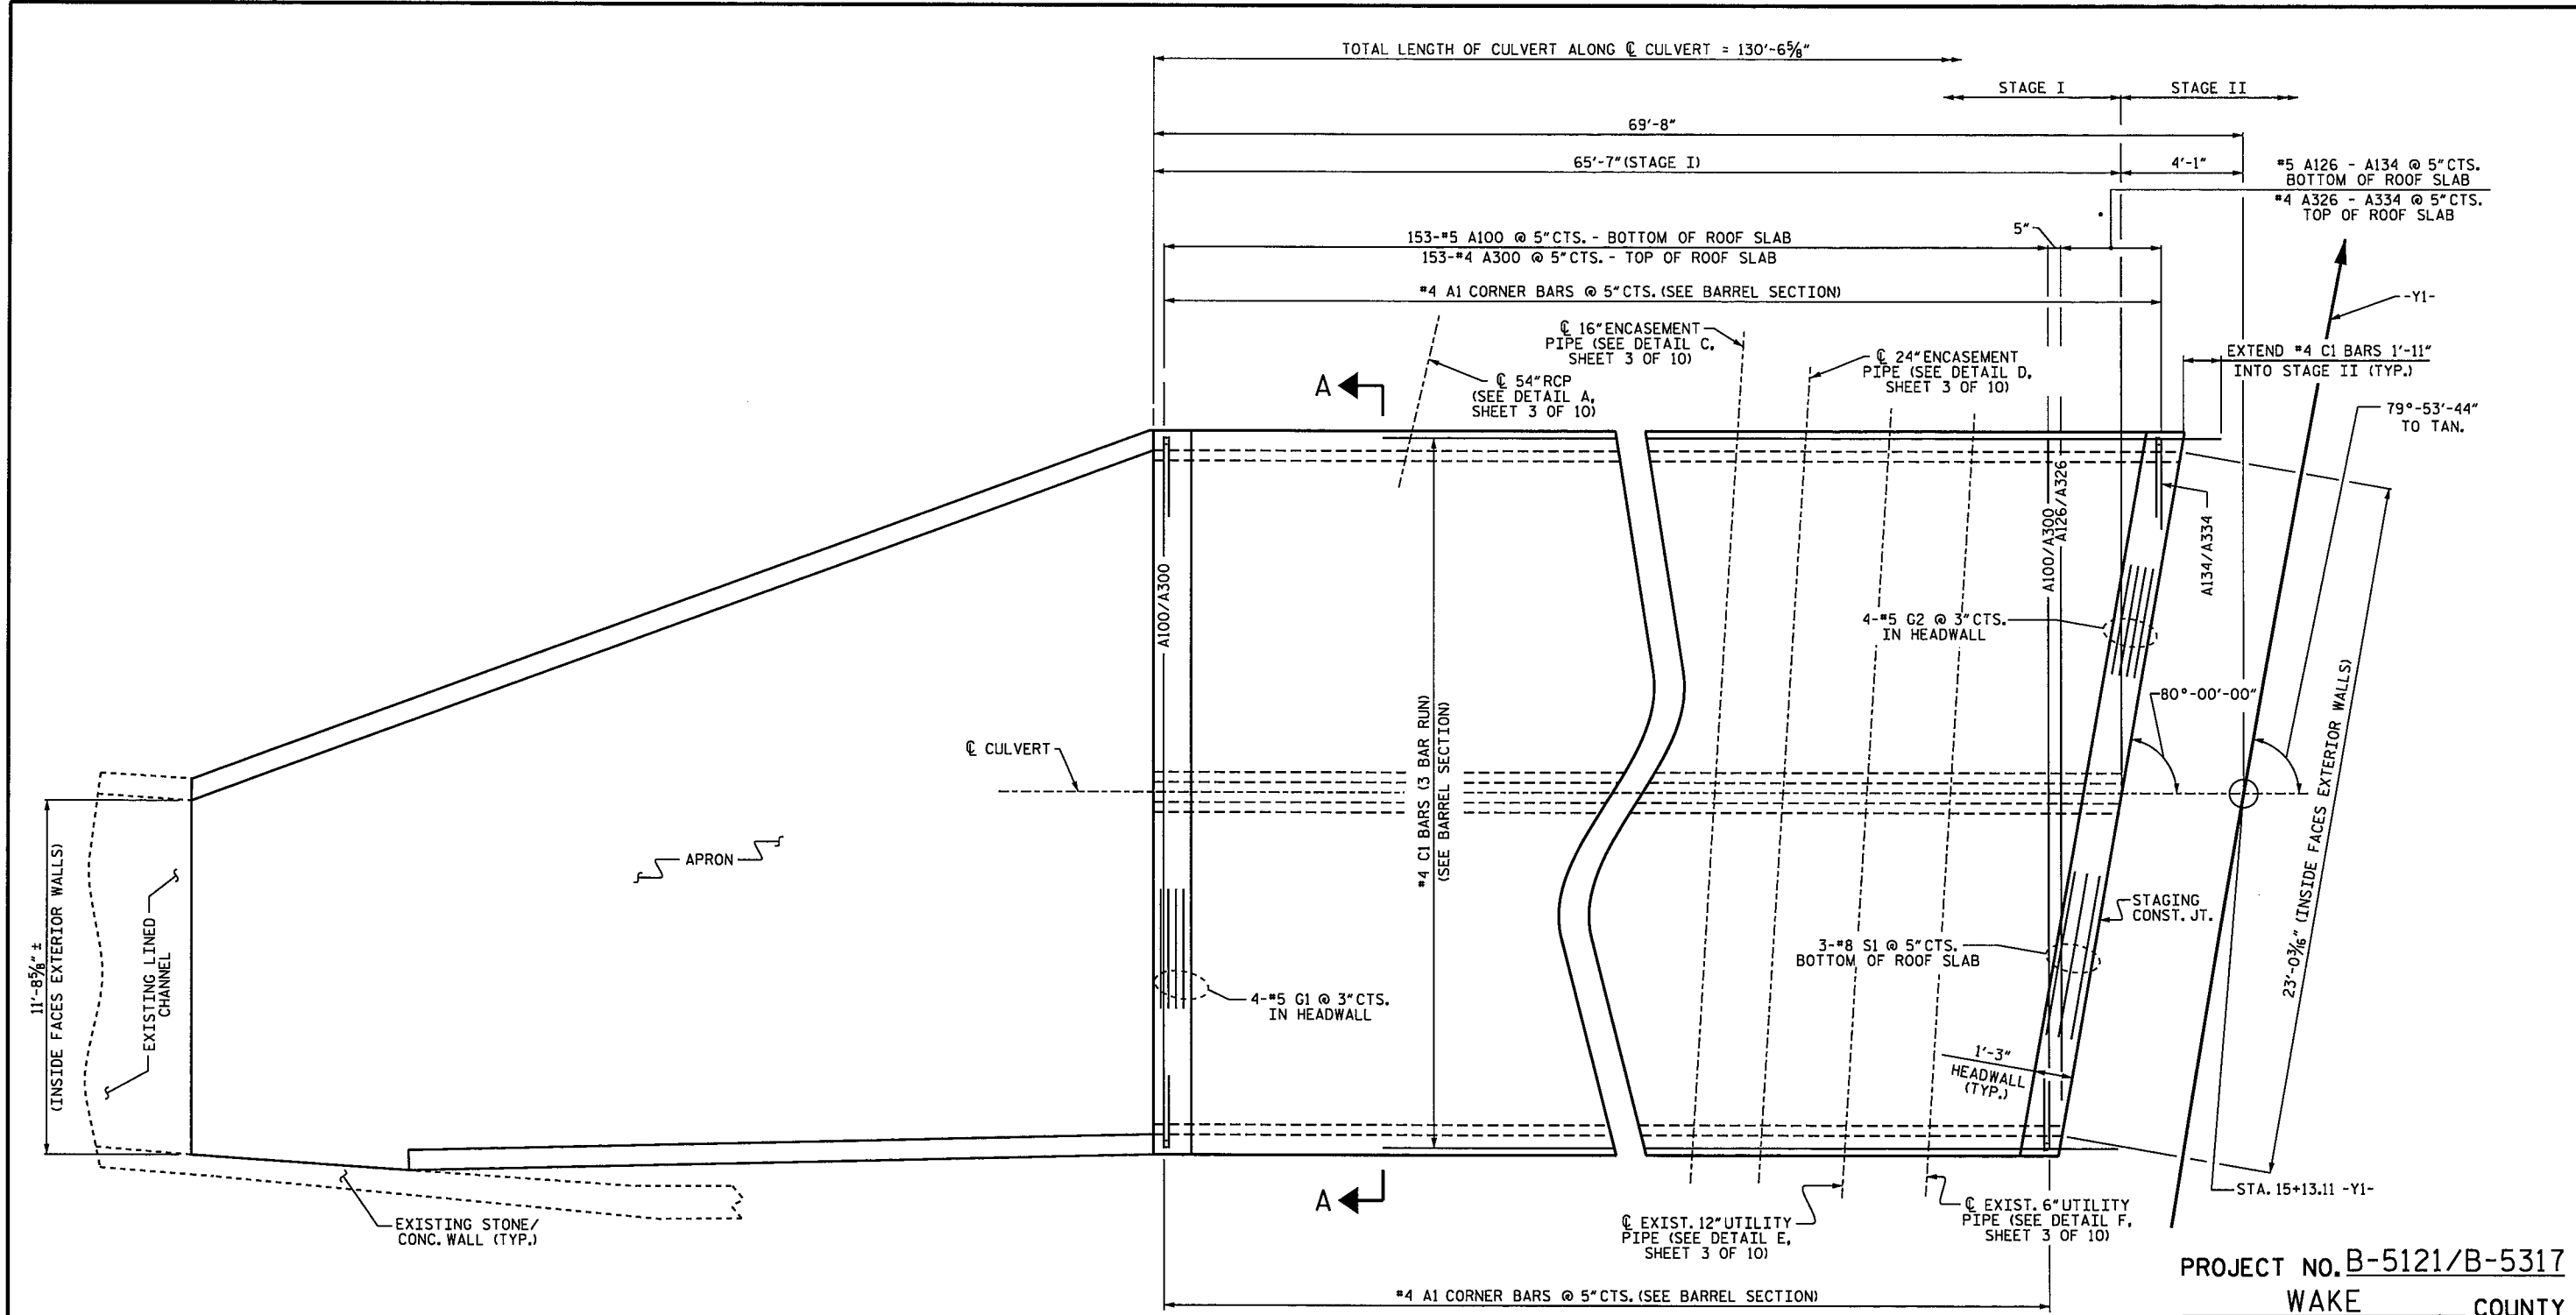 TOTAL LENGTH OF CULVERT ALONG ℄ CULVERT = 130'-6⅝"
STAGE I
STAGE II
69'-8"
65'-7" (STAGE I)
4'-1"
#5 A126 - A134 @ 5" CTS.
BOTTOM OF ROOF SLAB
#4 A326 - A334 @ 5" CTS.
TOP OF ROOF SLAB
153-#5 A100 @ 5" CTS. - BOTTOM OF ROOF SLAB
153-#4 A300 @ 5" CTS. - TOP OF ROOF SLAB
5"
#4 A1 CORNER BARS @ 5" CTS. (SEE BARREL SECTION)
-Y1-
℄ 16" ENCASEMENT
PIPE (SEE DETAIL C,
SHEET 3 OF 10)
℄ 24" ENCASEMENT
PIPE (SEE DETAIL D,
SHEET 3 OF 10)
℄ 54" RCP
(SEE DETAIL A,
SHEET 3 OF 10)
EXTEND #4 C1 BARS 1'-11"
INTO STAGE II (TYP.)
79°-53'-44"
TO TAN.
A
A100/A300
A100/A300
A126/A326
A134/A334
4-#5 G2 @ 3" CTS.
IN HEADWALL
80°-00'-00"
23'-0³⁄₁₆" (INSIDE FACES EXTERIOR WALLS)
℄ CULVERT
#4 C1 BARS (3 BAR RUN)
(SEE BARREL SECTION)
APRON
11'-8⅝" ±
(INSIDE FACES EXTERIOR WALLS)
EXISTING LINED
CHANNEL
STAGING
CONST. JT.
3-#8 S1 @ 5" CTS.
BOTTOM OF ROOF SLAB
4-#5 G1 @ 3" CTS.
IN HEADWALL
1'-3"
HEADWALL
(TYP.)
STA. 15+13.11 -Y1-
A
EXISTING STONE/
CONC. WALL (TYP.)
℄ EXIST. 12" UTILITY
PIPE (SEE DETAIL E,
SHEET 3 OF 10)
℄ EXIST. 6" UTILITY
PIPE (SEE DETAIL F,
SHEET 3 OF 10)
#4 A1 CORNER BARS @ 5" CTS. (SEE BARREL SECTION)
PROJECT NO. B-5121/B-5317
WAKE COUNTY